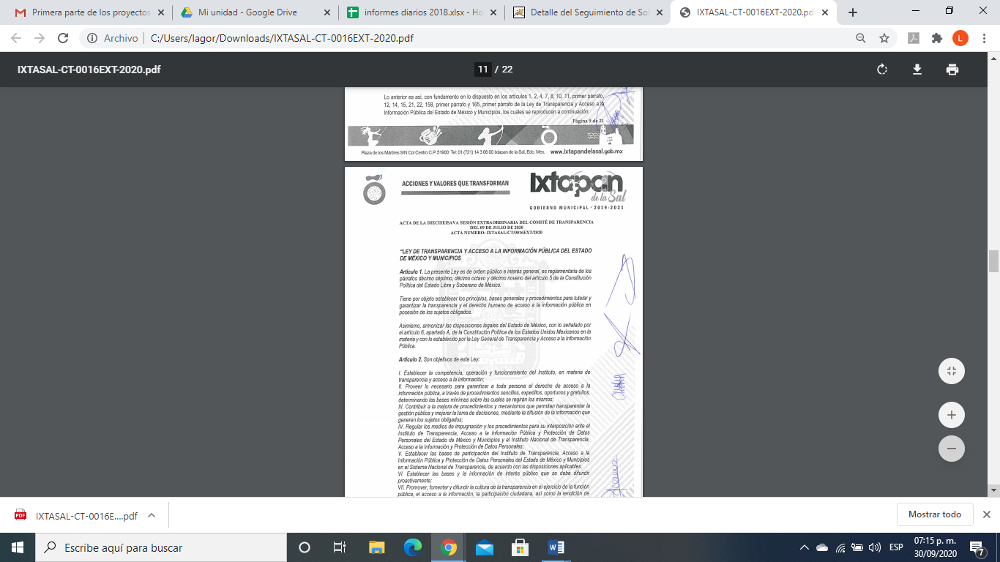 Primera parte de los proyectos
Mi unidad - Google Drive
informes diarios 2018.xlsx - Ho
Detalle del Seguimiento de Sol
IXTASAL-CT-0016EXT-2020.pdf
Archivo
C:/Users/lagor/Downloads/IXTASAL-CT-0016EXT-2020.pdf
L
IXTASAL-CT-0016EXT-2020.pdf
11 / 22
Lo anterior es así, con fundamento en lo dispuesto en los artículos 1, 2, 4, 7, 8, 10, 11, primer párrafo,
12, 14, 15, 21, 22, 158, primer párrafo y 165, primer párrafo de la Ley de Transparencia y Acceso a la
Información Pública del Estado de México y Municipios, los cuales se reproducen a continuación:
Página 9 de 21
Plaza de los Mártires S/N Col Centro C.P. 51900 Tel: 01 (721) 14 3 06 00 Ixtapan de la Sal, Edo. Mex. www.ixtapandelasal.gob.mx
ACCIONES Y VALORES QUE TRANSFORMAN
Ixtapan
de la Sal
GOBIERNO MUNICIPAL · 2019-2021
ACTA DE LA DIECISEISAVA SESIÓN EXTRAORDINARIA DEL COMITÉ DE TRANSPARENCIA
DEL 09 DE JULIO DE 2020
ACTA NUMERO: IXTASAL/CT/0016EXT/2020
"LEY DE TRANSPARENCIA Y ACCESO A LA INFORMACIÓN PÚBLICA DEL ESTADO
DE MÉXICO Y MUNICIPIOS
Artículo 1. La presente Ley es de orden público e interés general, es reglamentaria de los
párrafos décimo séptimo, décimo octavo y décimo noveno del artículo 5 de la Constitución
Política del Estado Libre y Soberano de México.
Tiene por objeto establecer los principios, bases generales y procedimientos para tutelar y
garantizar la transparencia y el derecho humano de acceso a la información pública en
posesión de los sujetos obligados.
Asimismo, armonizar las disposiciones legales del Estado de México, con lo señalado por
el artículo 6, apartado A, de la Constitución Política de los Estados Unidos Mexicanos en la
materia y con lo establecido por la Ley General de Transparencia y Acceso a la Información
Pública.
Artículo 2. Son objetivos de esta Ley:
I. Establecer la competencia, operación y funcionamiento del Instituto, en materia de
transparencia y acceso a la información;
II. Proveer lo necesario para garantizar a toda persona el derecho de acceso a la
información pública, a través de procedimientos sencillos, expeditos, oportunos y gratuitos,
determinando las bases mínimas sobre las cuales se regirán los mismos;
III. Contribuir a la mejora de procedimientos y mecanismos que permitan transparentar la
gestión pública y mejorar la toma de decisiones, mediante la difusión de la información que
generen los sujetos obligados;
IV. Regular los medios de impugnación y los procedimientos para su interposición ante el
Instituto de Transparencia, Acceso a la Información Pública y Protección de Datos
Personales del Estado de México y Municipios y el Instituto Nacional de Transparencia,
Acceso a la Información y Protección de Datos Personales;
V. Establecer las bases de participación del Instituto de Transparencia, Acceso a la
Información Pública y Protección de Datos Personales del Estado de México y Municipios
en el Sistema Nacional de Transparencia, de acuerdo con las disposiciones aplicables.
VI. Establecer las bases y la información de interés público que se debe difundir
proactivamente;
VII. Promover, fomentar y difundir la cultura de la transparencia en el ejercicio de la función
pública, el acceso a la información, la participación ciudadana, así como la rendición de
IXTASAL-CT-0016E....pdf
Mostrar todo
Escribe aquí para buscar
ESP
07:15 p. m.
30/09/2020
7